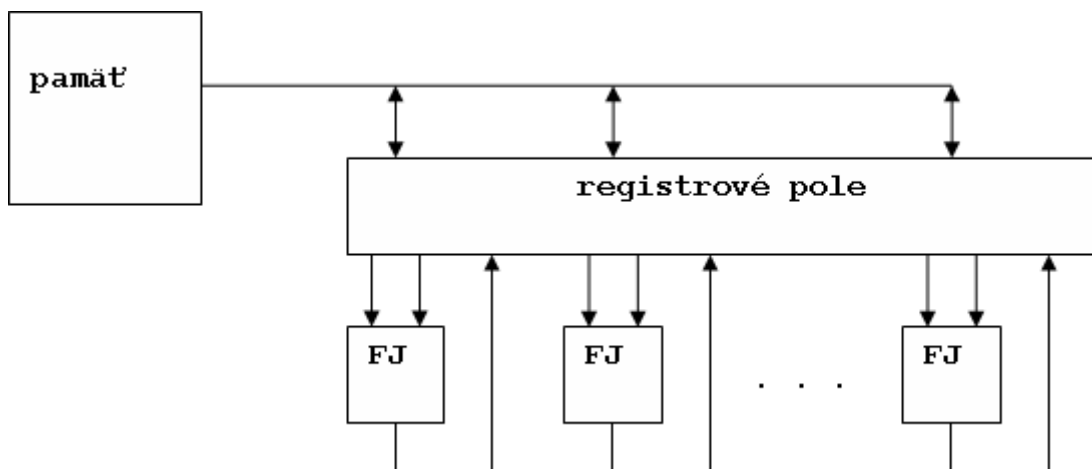 pamäť
registrové pole
FJ
FJ
. . .
FJ